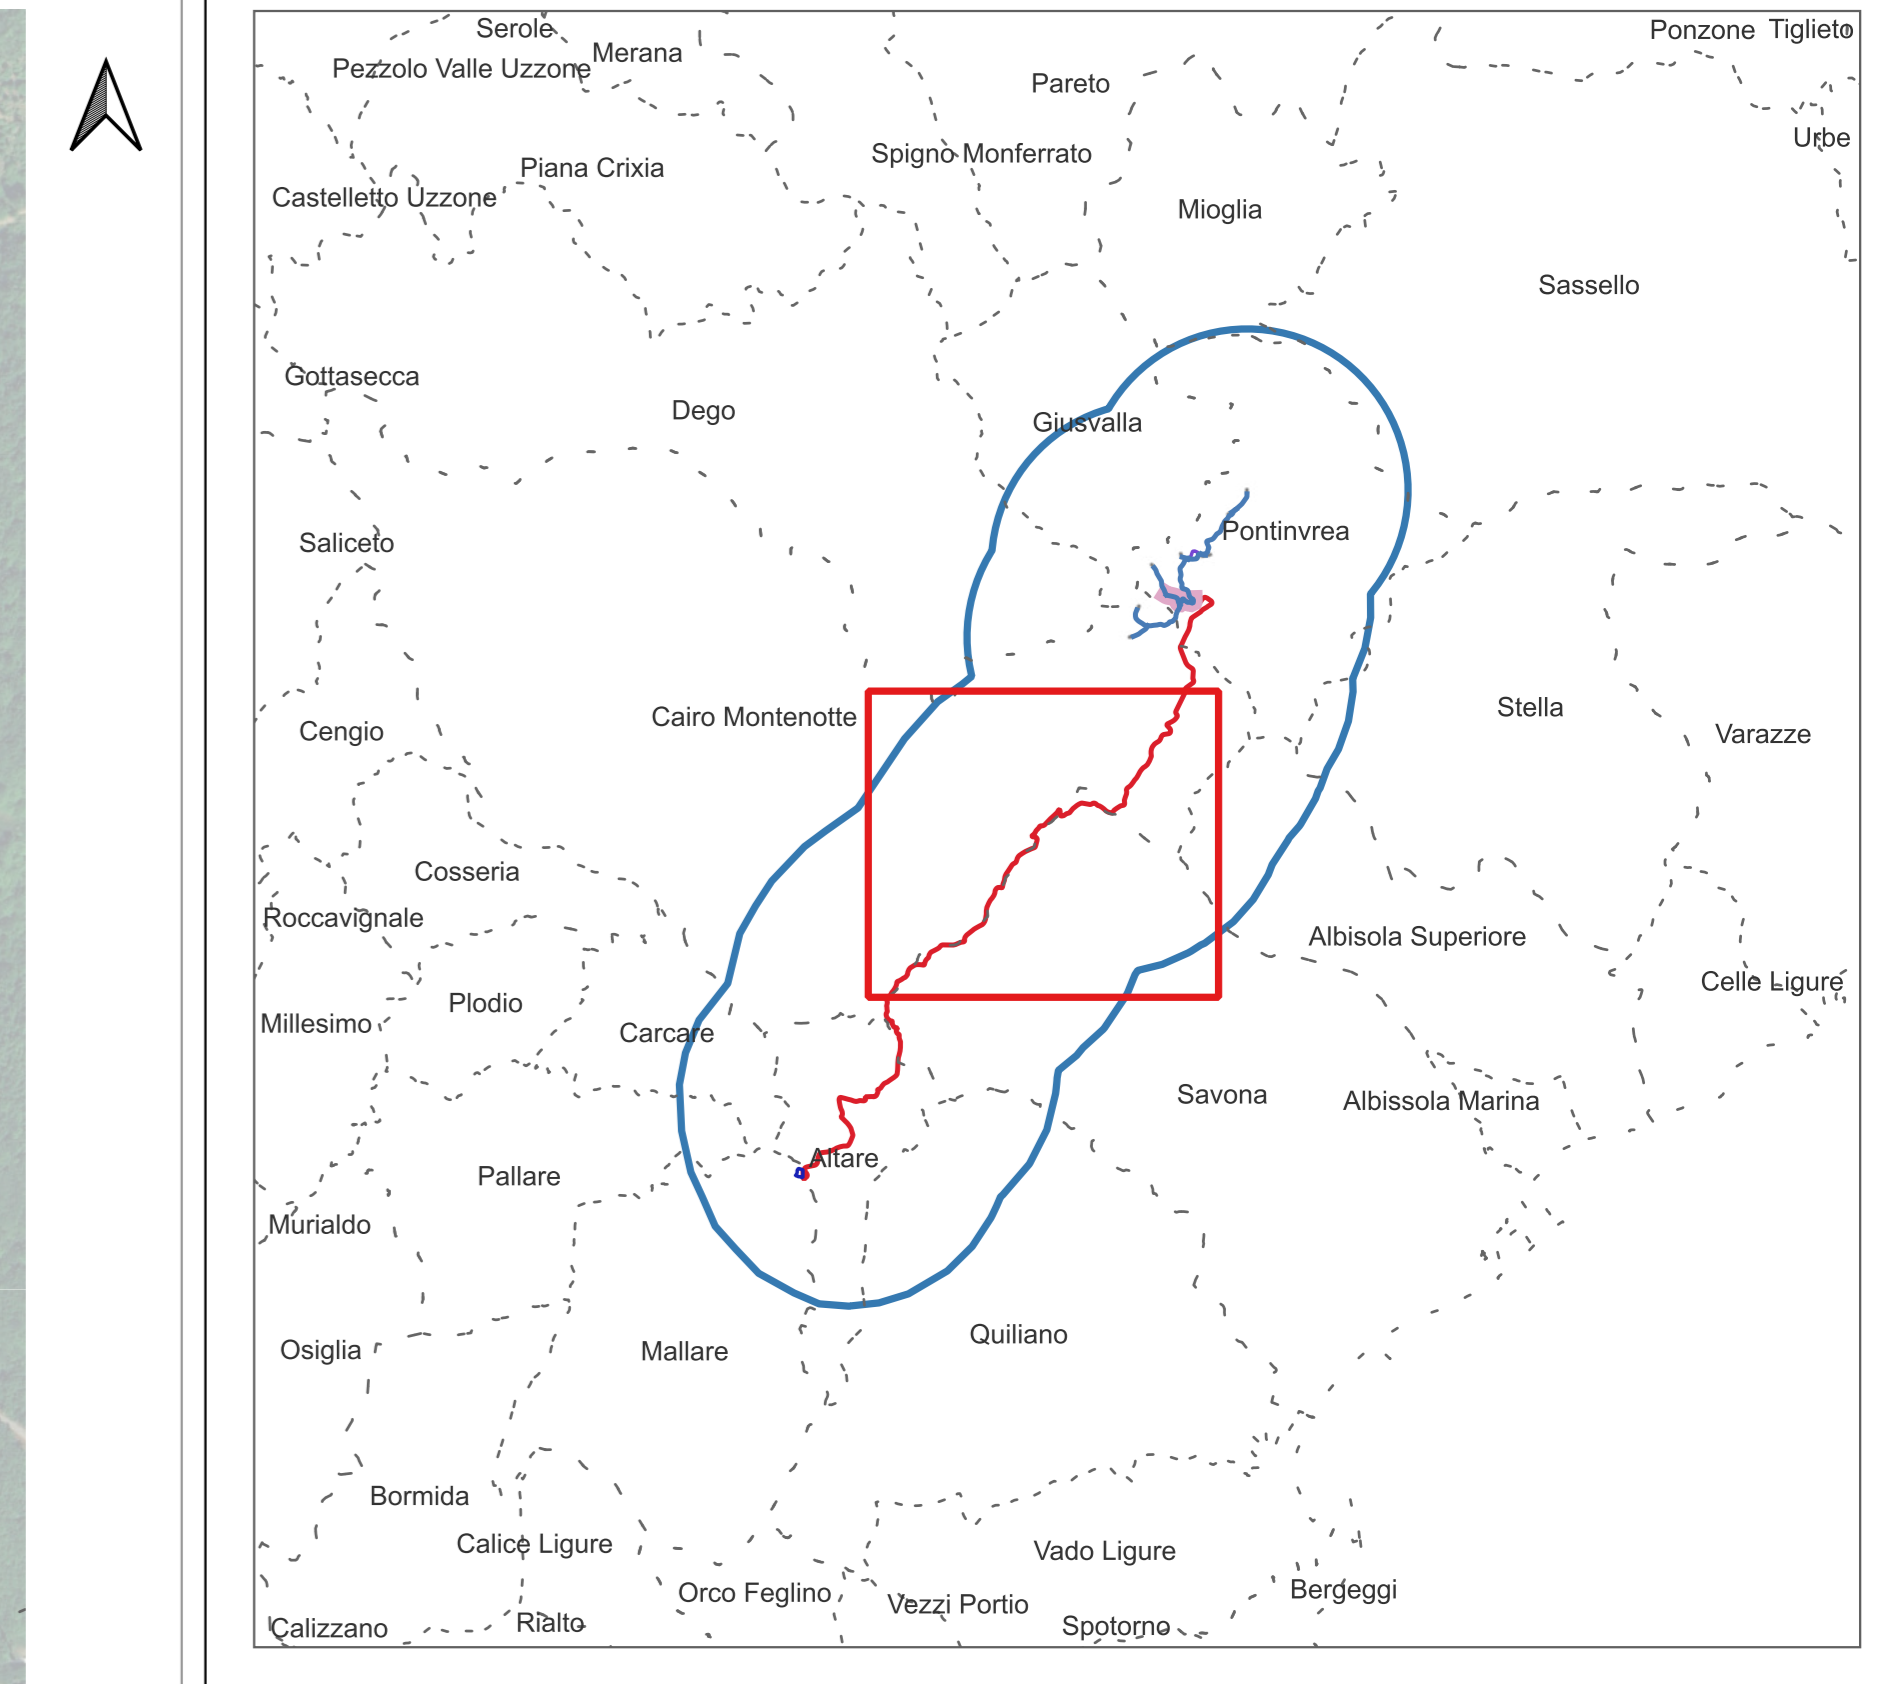 Serole
Ponzone Tiglieto
Merana
Pezzolo Valle Uzzone
Pareto
Urbe
Spigno Monferrato
Piana Crixia
Castelletto Uzzone
Mioglia
Sassello
Gottasecca
Dego
Giusvalla
Pontinvrea
Saliceto
Stella
Cairo Montenotte
Cengio
Varazze
Cosseria
Roccavignale
Albisola Superiore
Celle Ligure
Plodio
Millesimo
Carcare
Savona
Albissola Marina
Altare
Pallare
Murialdo
Quiliano
Osiglia
Mallare
Bormida
Calice Ligure
Vado Ligure
Bergeggi
Orco Feglino
Vezzi Portio
Rialto
Spotorno
Calizzano